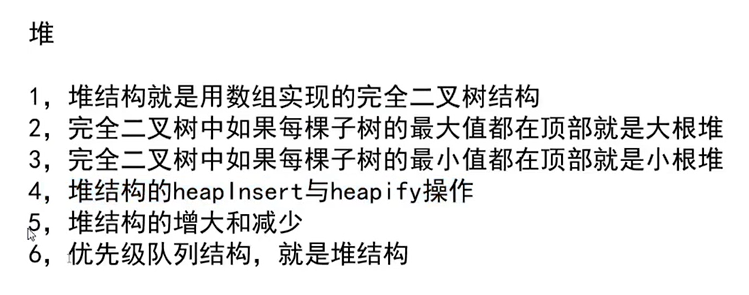 堆
1，堆结构就是用数组实现的完全二叉树结构
2，完全二叉树中如果每棵子树的最大值都在顶部就是大根堆
3，完全二叉树中如果每棵子树的最小值都在顶部就是小根堆
4，堆结构的heapInsert与heapify操作
5，堆结构的增大和减少
6，优先级队列结构，就是堆结构